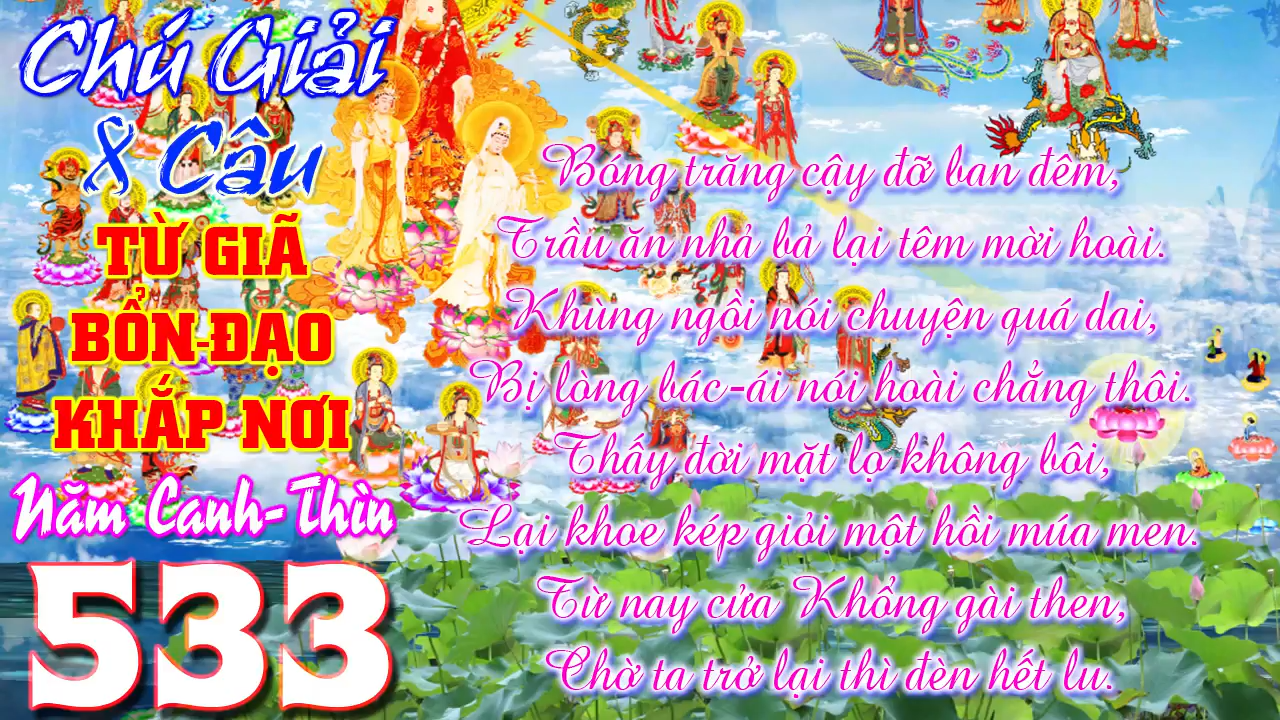 Chú Giải
8 Câu
TỪ GIÃ
BỔN-ĐẠO
KHẮP NƠI
Năm Canh-Thìn
533
Bóng trăng cậy đỡ ban đêm,
Trầu ăn nhả bả lại têm mời hoài.
Khùng ngồi nói chuyện quá dai,
Bị lòng bác-ái nói hoài chẳng thôi.
Thấy đời mặt lọ không bôi,
Lại khoe kép giỏi một hồi múa men.
Từ nay cửa Khổng gài then,
Chờ ta trở lại thì đèn hết lu.